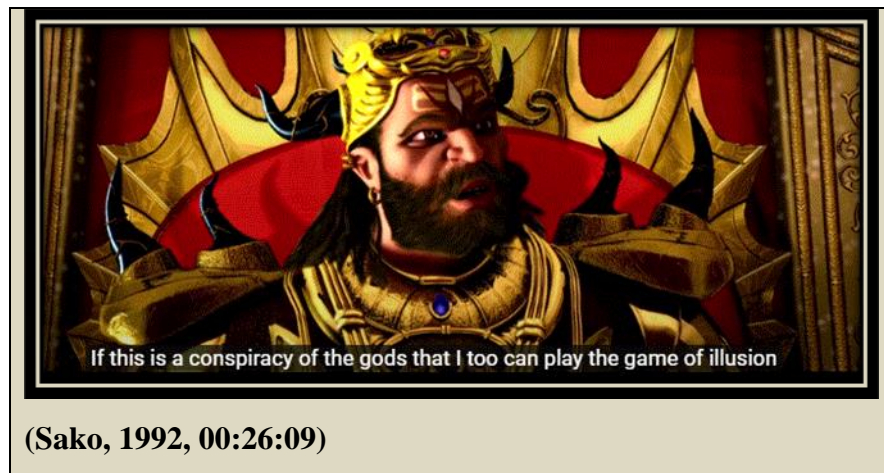 If this is a conspiracy of the gods that I too can play the game of illusion
(Sako, 1992, 00:26:09)